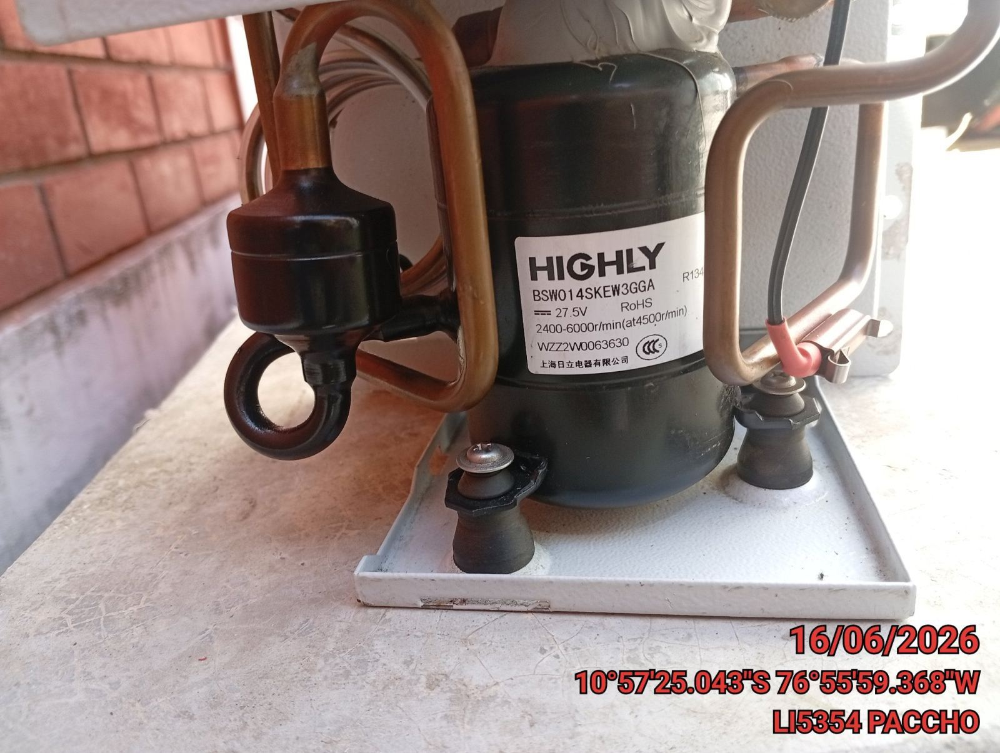 HIGHLY
BSW014SKEW3GGA
R134
27.5V RoHS
2400-6000r/min(at4500r/min)
WZZ2W0063630
CCC S
上海日立电器有限公司
16/06/2026
10°57'25.043"S 76°55'59.368"W
LI5354 PACCHO